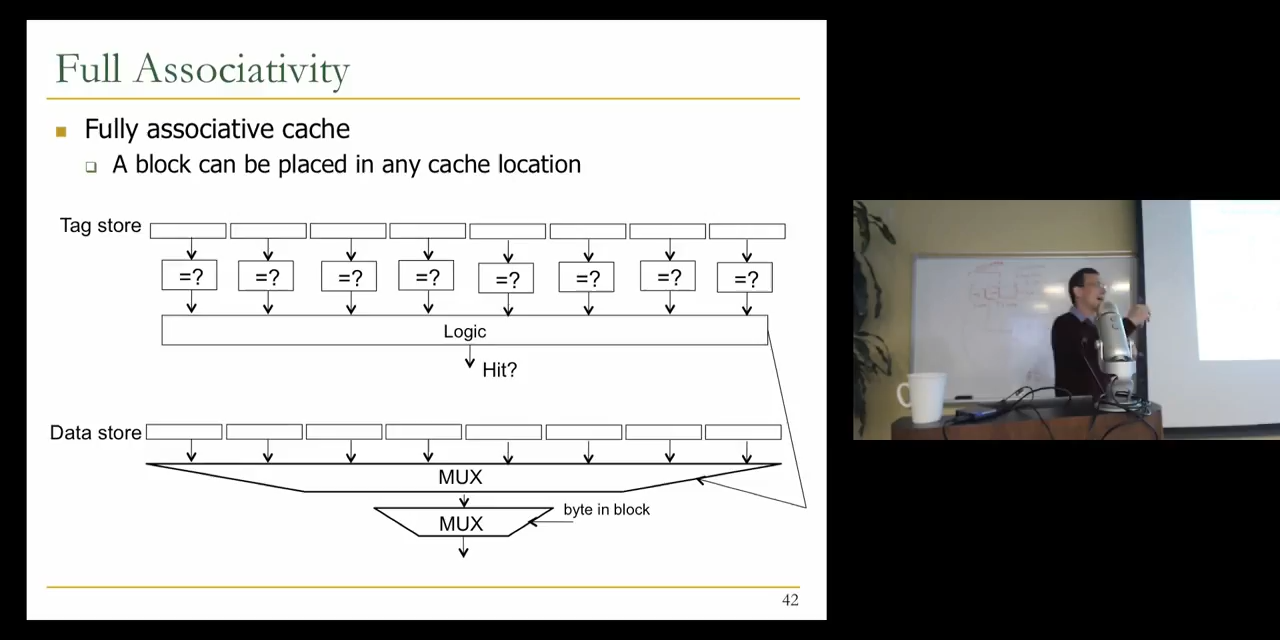 Full Associativity
Fully associative cache
A block can be placed in any cache location
Tag store
=? =? =? =? =? =? =? =?
Logic
Hit?
Data store
MUX
byte in block
MUX
42